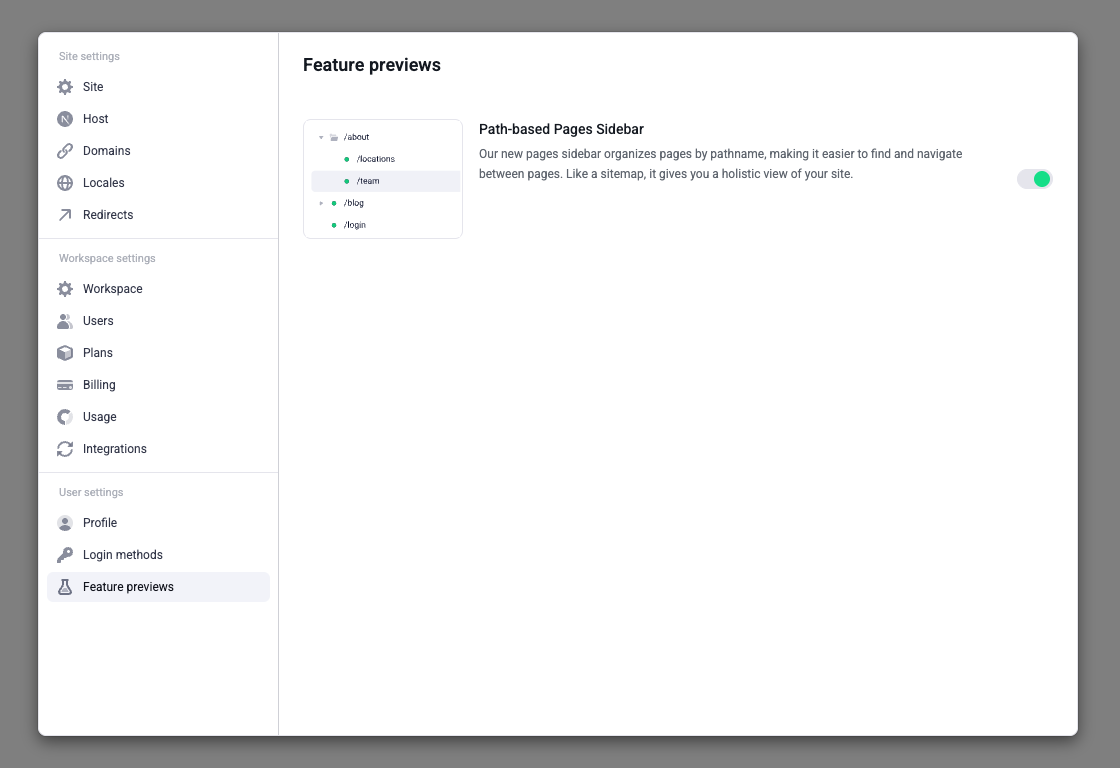 Site settings
Site
Host
Domains
Locales
Redirects
Workspace settings
Workspace
Users
Plans
Billing
Usage
Integrations
User settings
Profile
Login methods
Feature previews
Feature previews
/about
/locations
/team
/blog
/login
Path-based Pages Sidebar
Our new pages sidebar organizes pages by pathname, making it easier to find and navigate
between pages. Like a sitemap, it gives you a holistic view of your site.